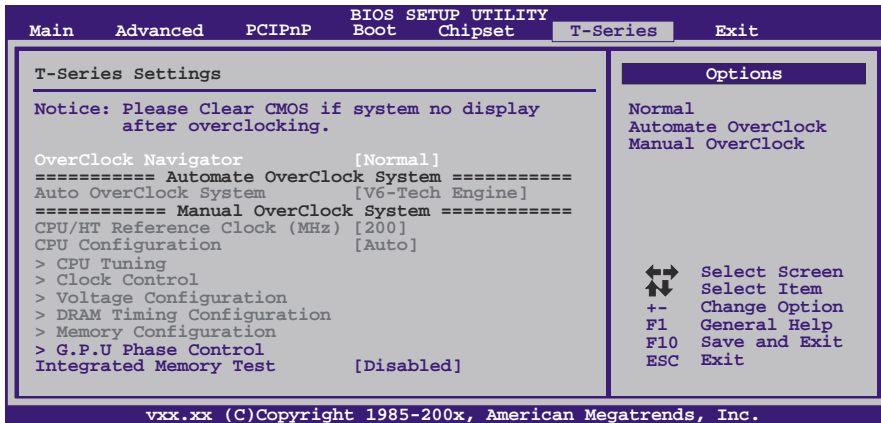 BIOS SETUP UTILITY
Main Advanced PCIPnP Boot Chipset T-Series Exit
T-Series Settings
Notice: Please Clear CMOS if system no display
after overclocking.
OverClock Navigator [Normal]
=========== Automate OverClock System ===========
Auto OverClock System [V6-Tech Engine]
============ Manual OverClock System ============
CPU/HT Reference Clock (MHz) [200]
CPU Configuration [Auto]
> CPU Tuning
> Clock Control
> Voltage Configuration
> DRAM Timing Configuration
> Memory Configuration
> G.P.U Phase Control
Integrated Memory Test [Disabled]
Options
Normal
Automate OverClock
Manual OverClock
Select Screen
Select Item
+- Change Option
F1 General Help
F10 Save and Exit
ESC Exit
vxx.xx (C)Copyright 1985-200x, American Megatrends, Inc.